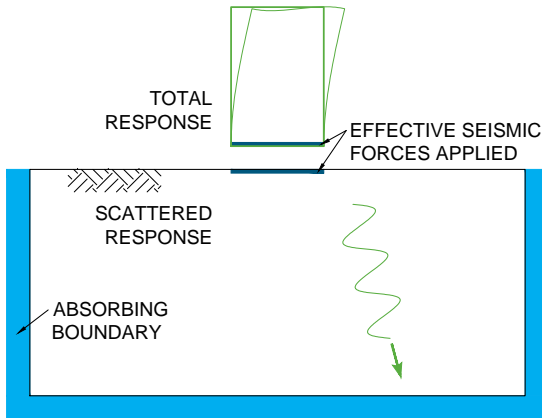 TOTAL
RESPONSE
EFFECTIVE SEISMIC
FORCES APPLIED
SCATTERED
RESPONSE
ABSORBING
BOUNDARY